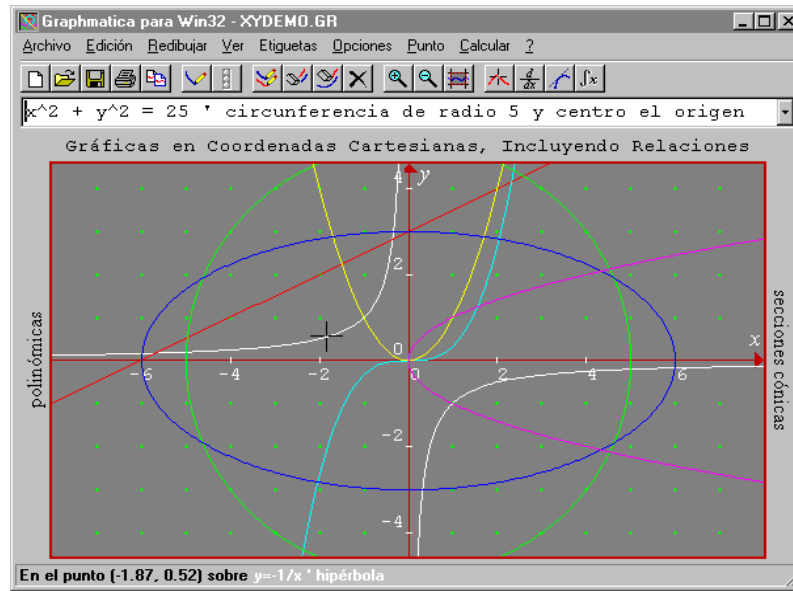 Graphmatica para Win32 - XYDEMO.GR
Archivo Edición Redibujar Ver Etiquetas Opciones Punto Calcular ?
d/dx ∫x
x^2 + y^2 = 25 ' circunferencia de radio 5 y centro el origen
Gráficas en Coordenadas Cartesianas, Incluyendo Relaciones
4 y
2
0 x
-6 -4 -2 0 2 4 6
-2
-4
polinómicas
secciones cónicas
En el punto (-1.87, 0.52) sobre y=-1/x ' hipérbola